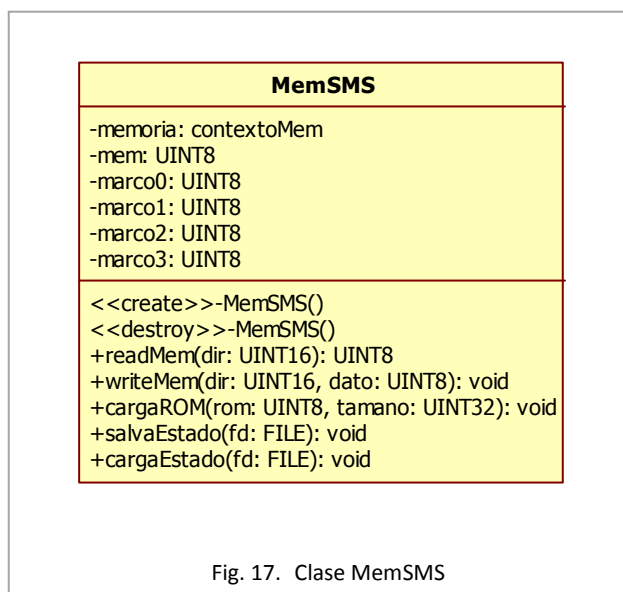 MemSMS
-memoria: contextoMem
-mem: UINT8
-marco0: UINT8
-marco1: UINT8
-marco2: UINT8
-marco3: UINT8
<<create>>-MemSMS()
<<destroy>>-MemSMS()
+readMem(dir: UINT16): UINT8
+writeMem(dir: UINT16, dato: UINT8): void
+cargaROM(rom: UINT8, tamano: UINT32): void
+salvaEstado(fd: FILE): void
+cargaEstado(fd: FILE): void
Fig. 17. Clase MemSMS